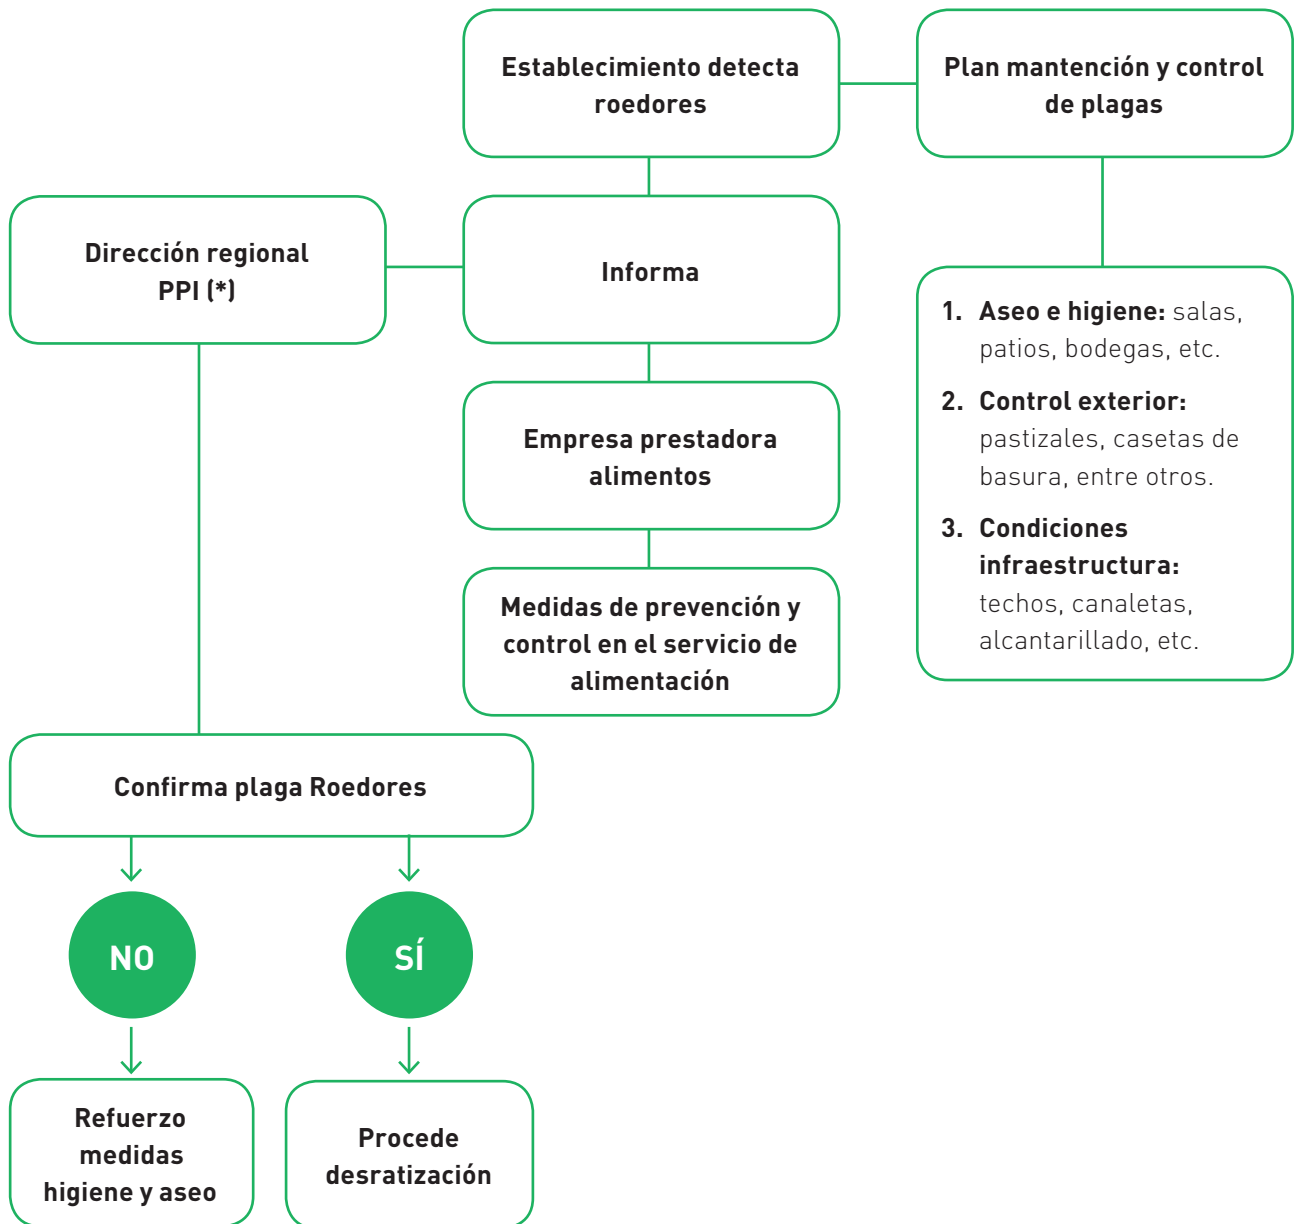 Establecimiento detecta
roedores
Plan mantención y control
de plagas
Dirección regional
PPI (*)
Informa
1. Aseo e higiene: salas,
patios, bodegas, etc.
2. Control exterior:
pastizales, casetas de
basura, entre otros.
3. Condiciones
infraestructura:
techos, canaletas,
alcantarillado, etc.
Empresa prestadora
alimentos
Medidas de prevención y
control en el servicio de
alimentación
Confirma plaga Roedores
NO
SÍ
Refuerzo
medidas
higiene y aseo
Procede
desratización